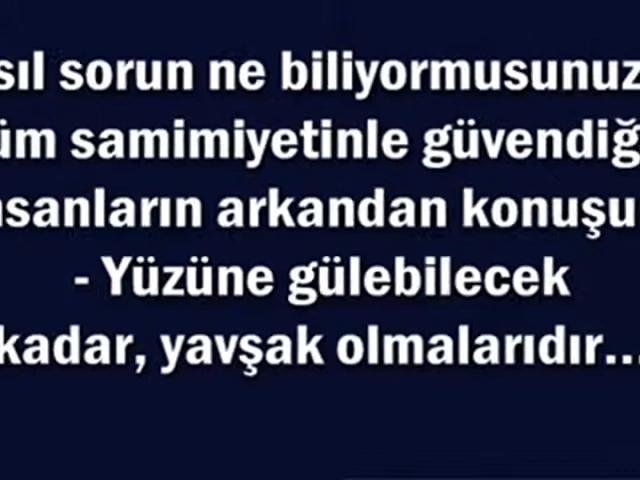 sıl sorun ne biliyormusunuz
üm samimiyetinle güvendiğ
nsanların arkandan konuşu
- Yüzüne gülebilecek
kadar, yavşak olmalarıdır...